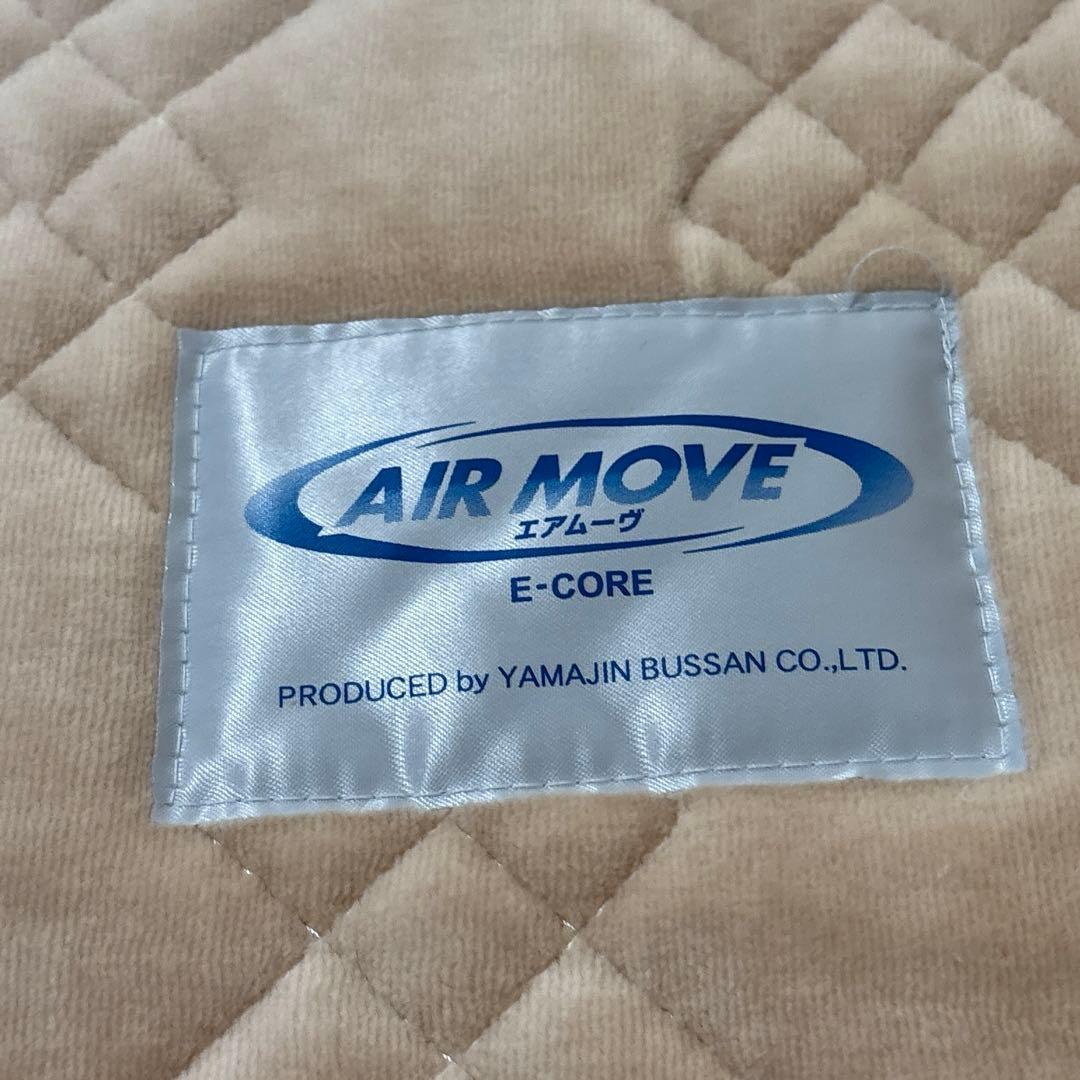 AIR MOVE
エアムーヴ
E-CORE
PRODUCED by YAMAJIN BUSSAN CO.,LTD.